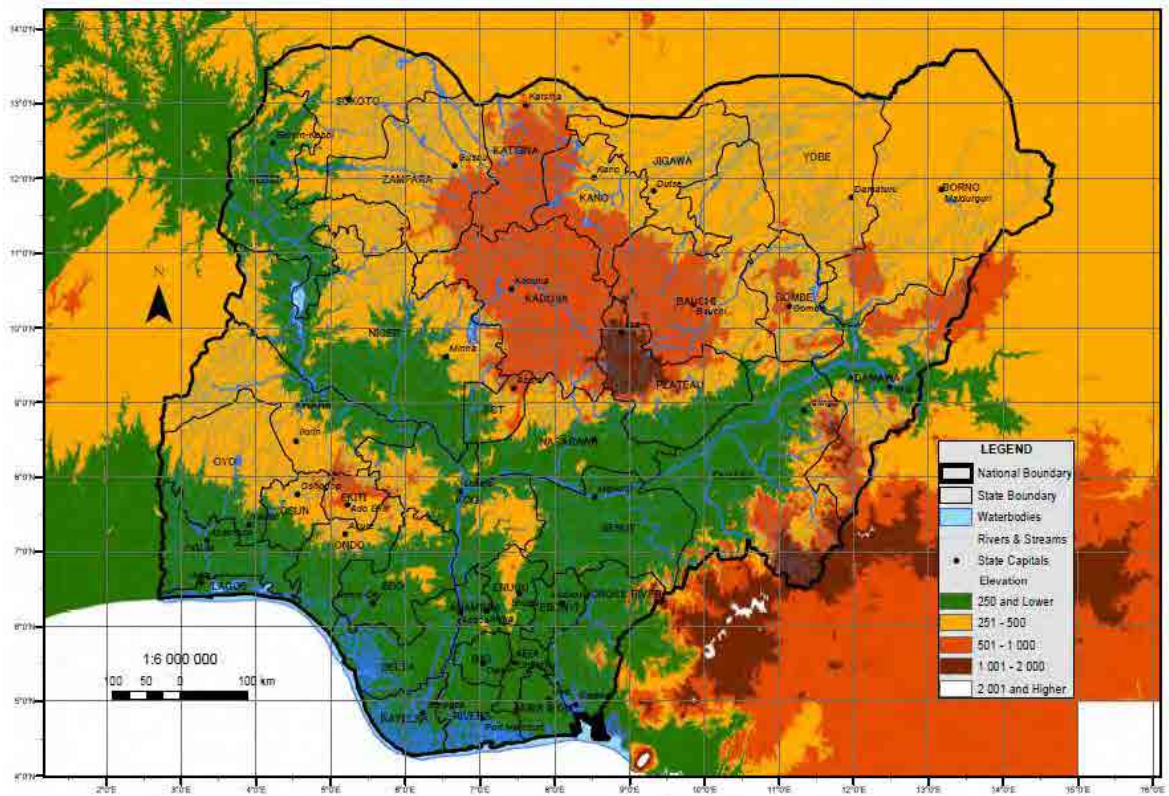 14°0'N
13°0'N
12°0'N
11°0'N
10°0'N
9°0'N
8°0'N
7°0'N
6°0'N
5°0'N
4°0'N
Katsina
SOKOTO
KATSINA
Gusau
ZAMFARA
Kano
JIGAWA
YOBE
KANO
Dutse
Damaturu
BORNO
Maiduguri
N
Kaduna
KADUNA
BAUCHI
Bauchi
GOMBE
Gombe
NIGER
Minna
PLATEAU
ADAMAWA
NASARAWA
Ilorin
OYO
Oshogbo
OSUN
EKITI
Ado Ekiti
Akure
ONDO
BENUE
LAGOS
ENUGU
CROSS RIVER
DELTA
BAYELSA
RIVERS
Port Harcourt
1:6 000 000
100 50 0 100 km
LEGEND
National Boundary
State Boundary
Waterbodies
Rivers & Streams
State Capitals
Elevation
250 and Lower
251 - 500
501 - 1 000
1 001 - 2 000
2 001 and Higher
2°0'E 3°0'E 4°0'E 5°0'E 6°0'E 7°0'E 8°0'E 9°0'E 10°0'E 11°0'E 12°0'E 13°0'E 14°0'E 15°0'E 16°0'E